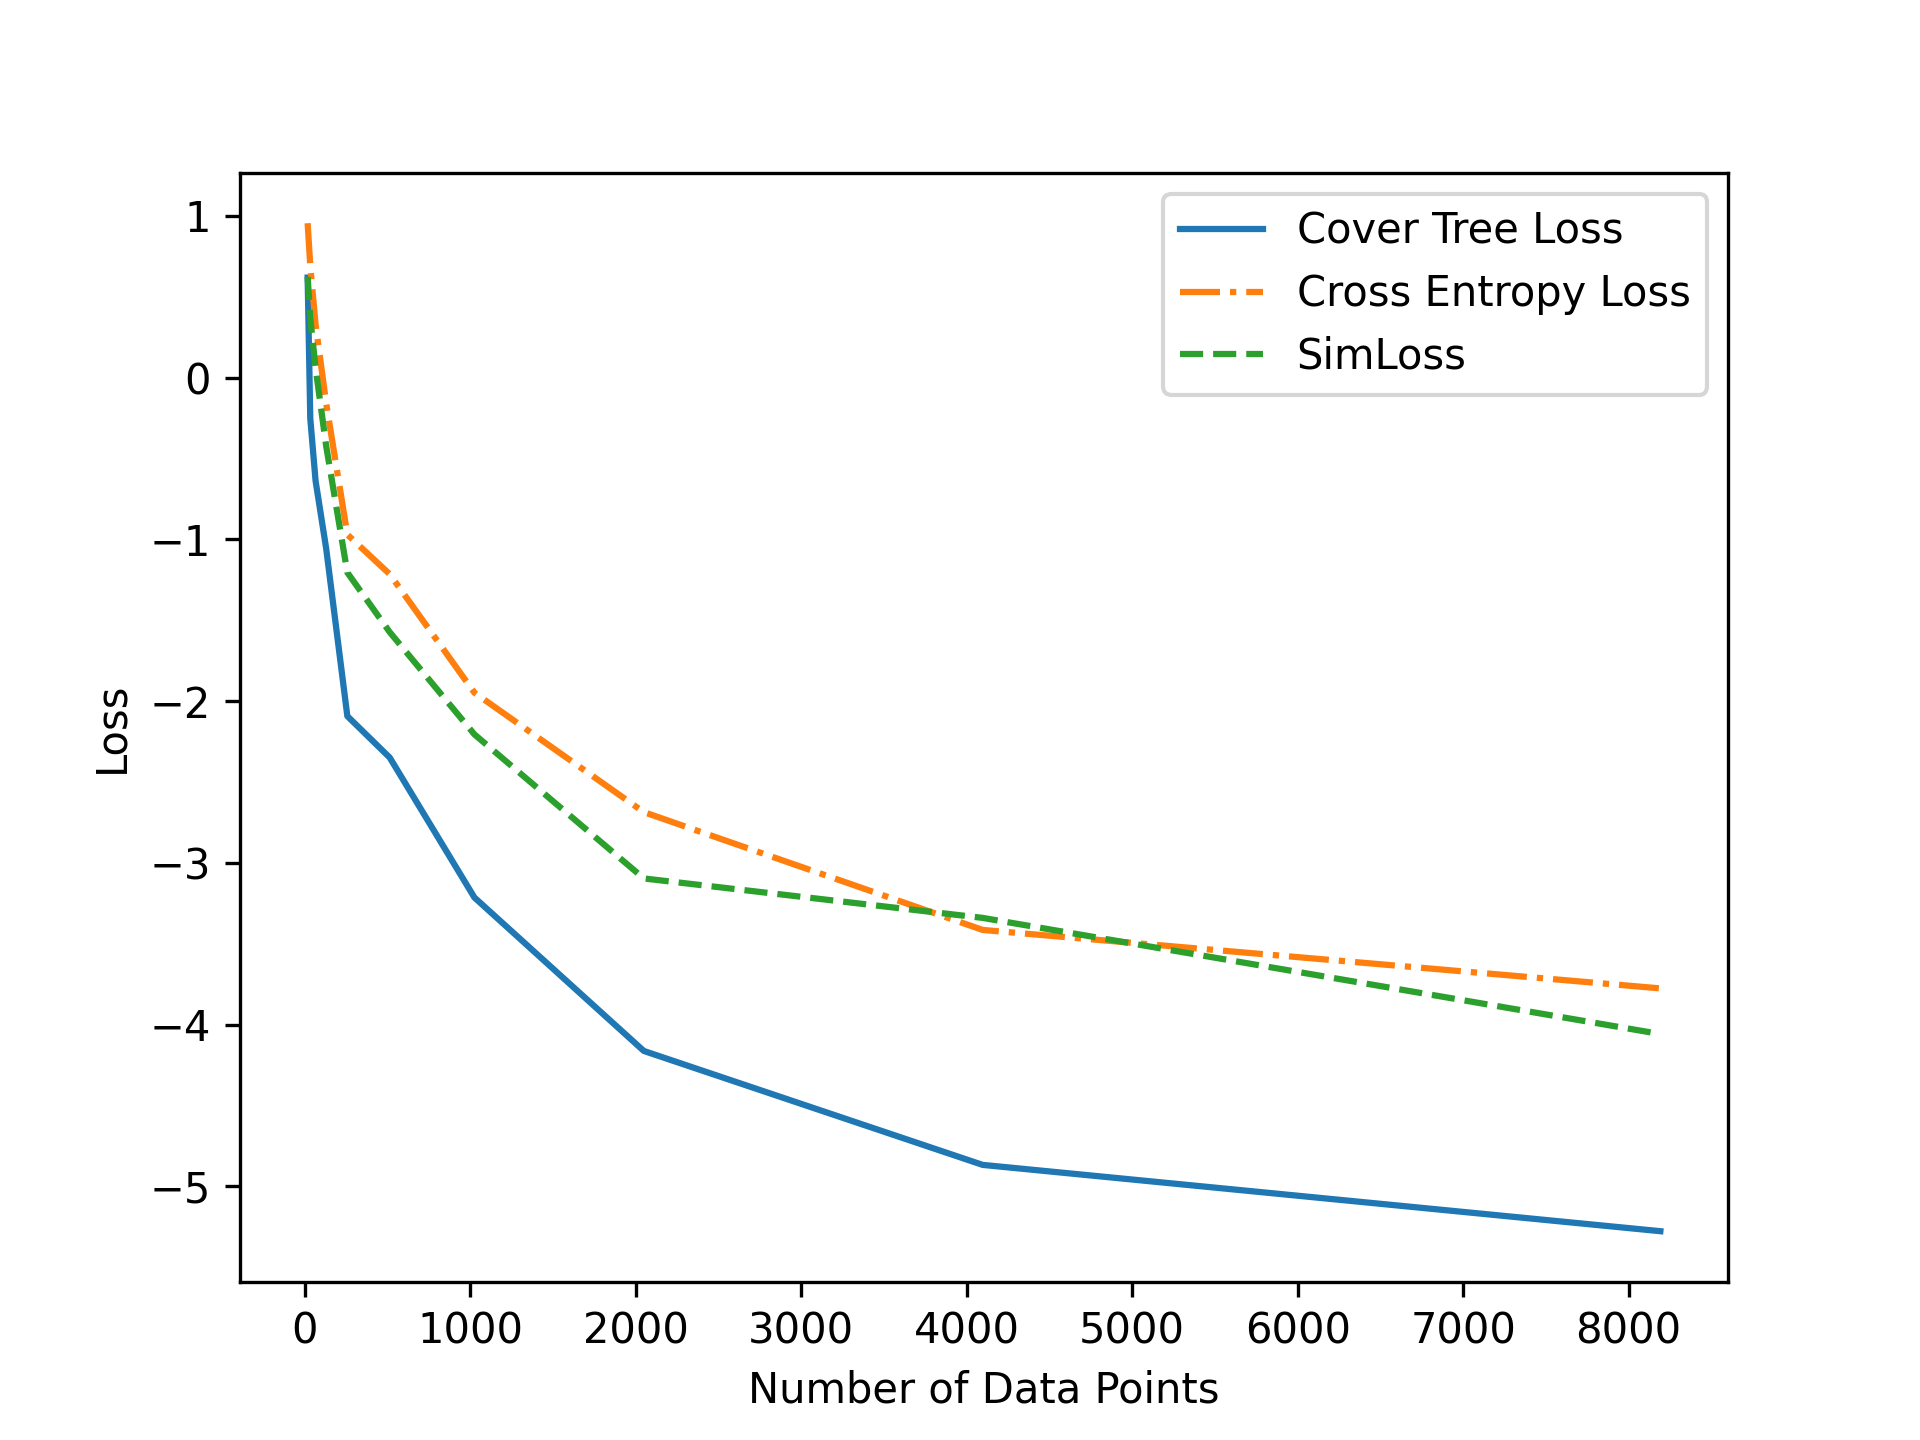 Cover Tree Loss
Cross Entropy Loss
SimLoss
1
0
−1
−2
−3
−4
−5
Loss
0 1000 2000 3000 4000 5000 6000 7000 8000
Number of Data Points